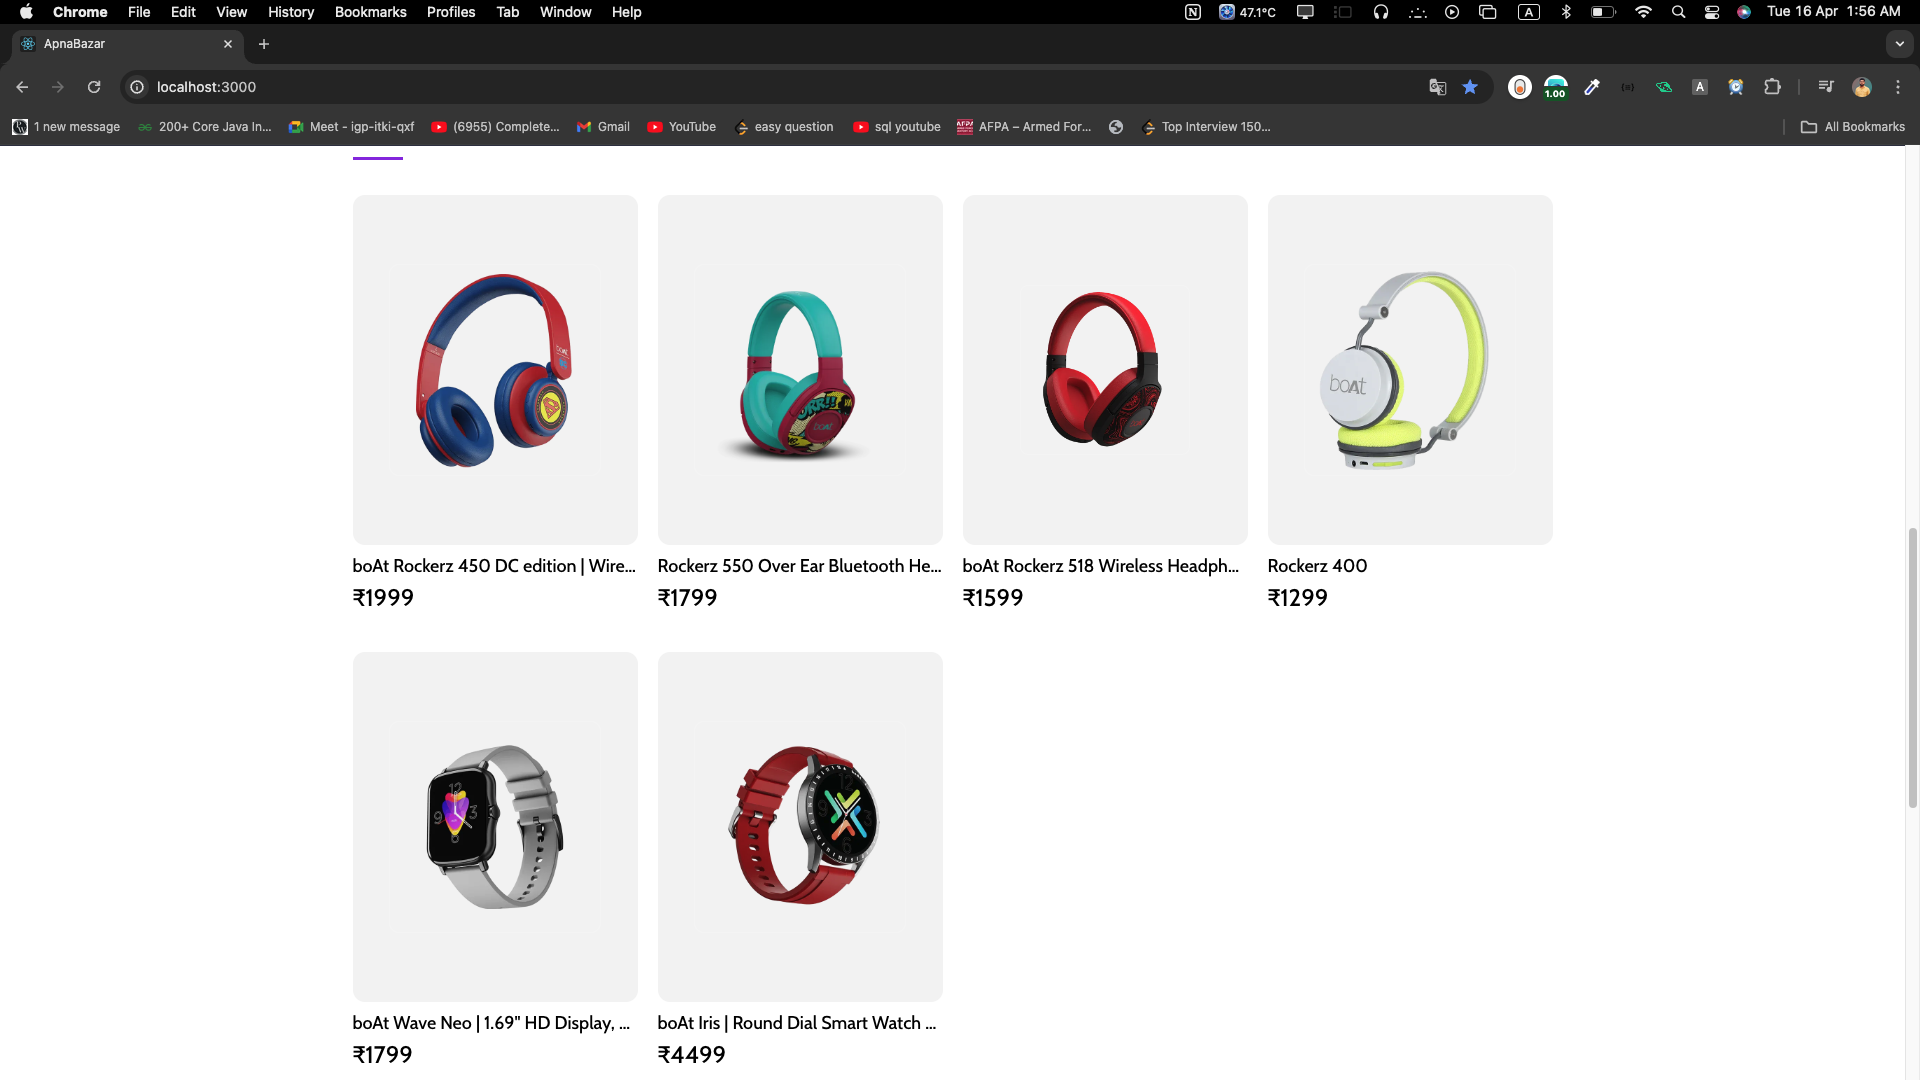 Chrome File Edit View History Bookmarks Profiles Tab Window Help 47.1°C A Tue 16 Apr 1:56 AM
ApnaBazar
localhost:3000 1.00 A
1 new message 200+ Core Java In... Meet - igp-itki-qxf (6955) Complete... Gmail YouTube easy question sql youtube AFPA – Armed For... Top Interview 150... All Bookmarks
boAt
boAt
boAt Rockerz 450 DC edition | Wire... Rockerz 550 Over Ear Bluetooth He... boAt Rockerz 518 Wireless Headph... Rockerz 400
₹1999 ₹1799 ₹1599 ₹1299
boAt Wave Neo | 1.69" HD Display, ... boAt Iris | Round Dial Smart Watch ...
₹1799 ₹4499